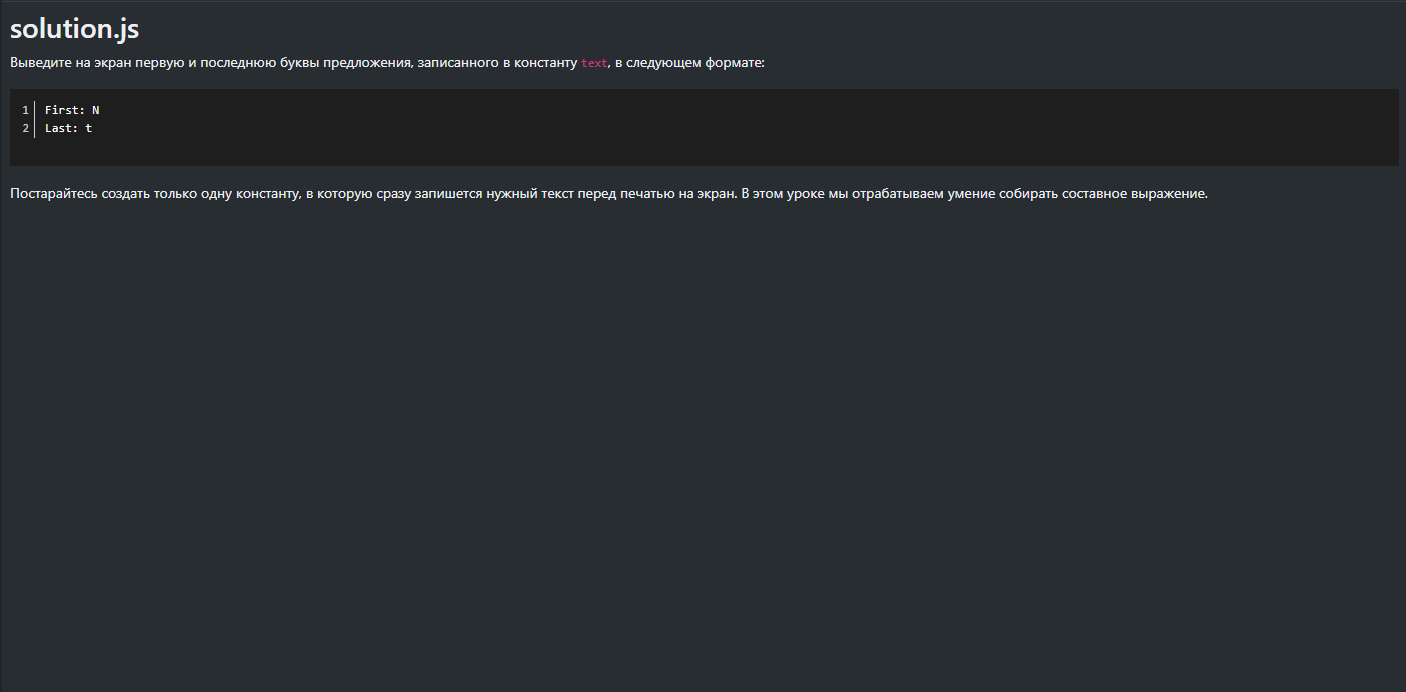 solution.js
Выведите на экран первую и последнюю буквы предложения, записанного в константу text, в следующем формате:
1 First: N
2 Last: t
Постарайтесь создать только одну константу, в которую сразу запишется нужный текст перед печатью на экран. В этом уроке мы отрабатываем умение собирать составное выражение.